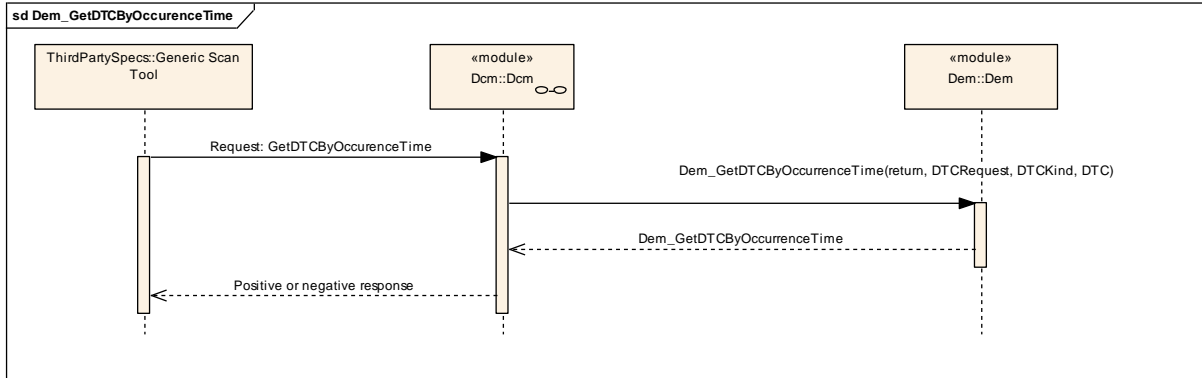 sd Dem_GetDTCByOccurenceTime
ThirdPartySpecs::Generic Scan
Tool
«module»
Dcm::Dcm
«module»
Dem::Dem
Request: GetDTCByOccurenceTime
Dem_GetDTCByOccurrenceTime(return, DTCRequest, DTCKind, DTC)
Dem_GetDTCByOccurrenceTime
Positive or negative response